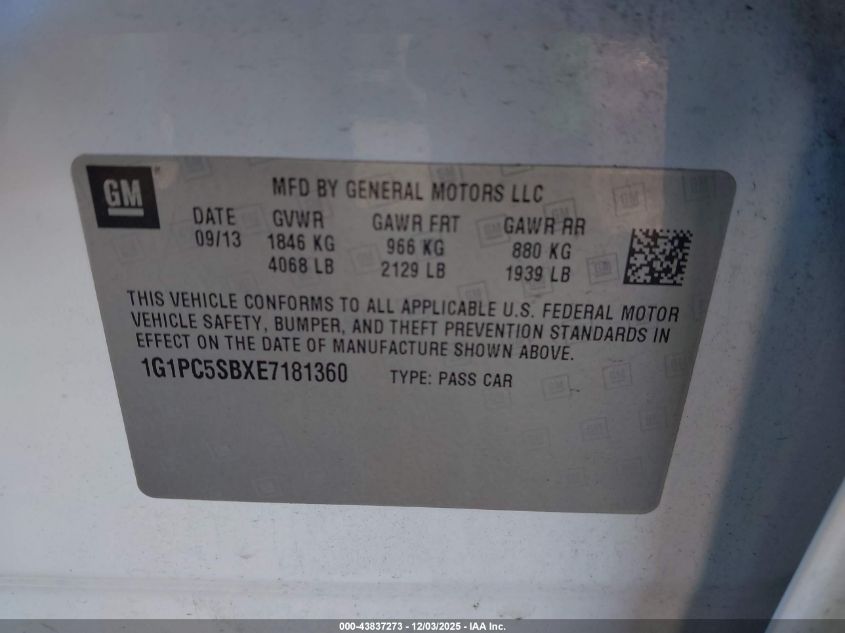 GM
MFD BY GENERAL MOTORS LLC
DATE GVWR GAWR FRT GAWR RR
09/13 1846 KG 966 KG 880 KG
4068 LB 2129 LB 1939 LB
THIS VEHICLE CONFORMS TO ALL APPLICABLE U.S. FEDERAL MOTOR
VEHICLE SAFETY, BUMPER, AND THEFT PREVENTION STANDARDS IN
EFFECT ON THE DATE OF MANUFACTURE SHOWN ABOVE.
1G1PC5SBXE7181360 TYPE: PASS CAR
000-43837273 - 12/03/2025 - IAA Inc.